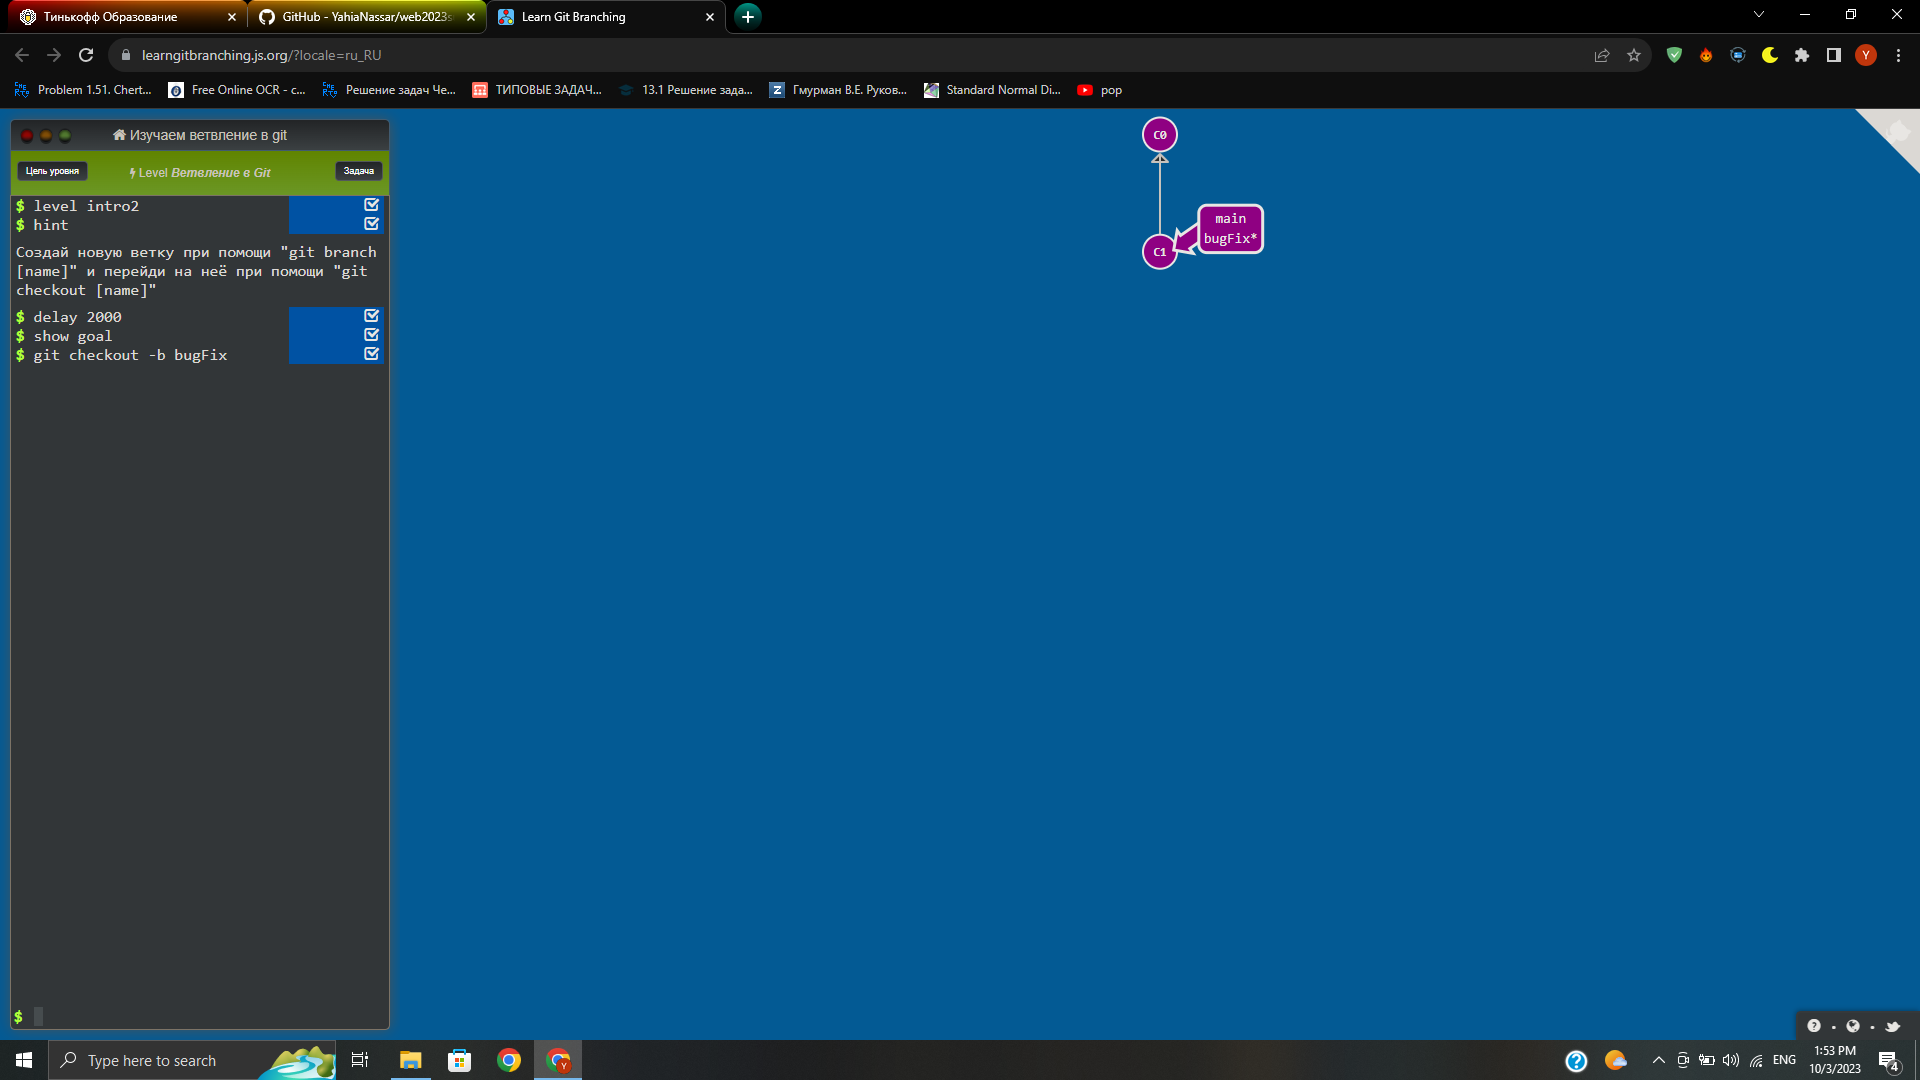 Тинькофф Образование
GitHub - YahiaNassar/web2023s
Learn Git Branching
learngitbranching.js.org/?locale=ru_RU
Y
Problem 1.51. Chert...
Free Online OCR - c...
Решение задач Че...
ТИПОВЫЕ ЗАДАЧ...
13.1 Решение зада...
Гмурман В.Е. Руков...
Standard Normal Di...
pop
Изучаем ветвление в git
Цель уровня
Level Ветвление в Git
Задача
$ level intro2
$ hint
Создай новую ветку при помощи "git branch
[name]" и перейди на неё при помощи "git
checkout [name]"
$ delay 2000
$ show goal
$ git checkout -b bugFix
$
C0
main
bugFix*
C1
Type here to search
ENG
1:53 PM
10/3/2023
4